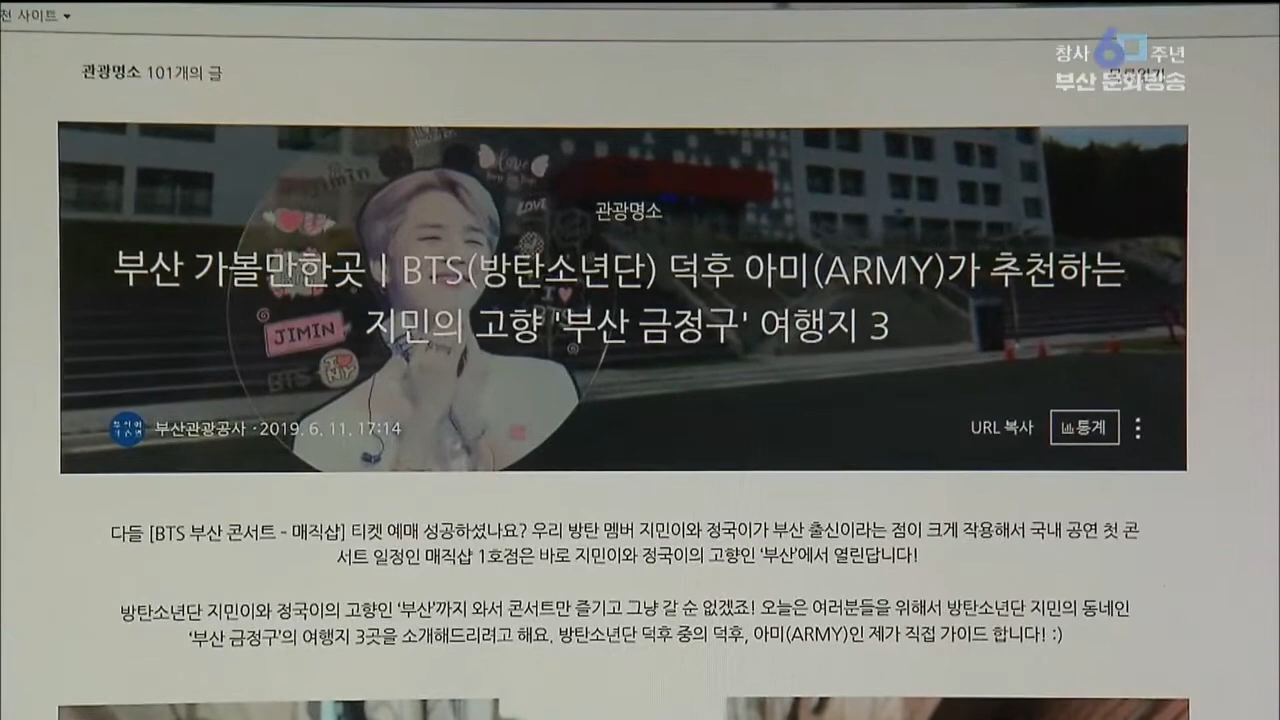 천 사이트
창사 60 주년
부산 문화방송
관광명소 101개의 글
관광명소
부산 가볼만한곳 | BTS(방탄소년단) 덕후 아미(ARMY)가 추천하는
지민의 고향 '부산 금정구' 여행지 3
Love
LOVE
JIMIN
BTS
부산관광공사 · 2019. 6. 11. 17:14
URL 복사
통계
다들 [BTS 부산 콘서트 - 매직샵] 티켓 예매 성공하셨나요? 우리 방탄 멤버 지민이와 정국이가 부산 출신이라는 점이 크게 작용해서 국내 공연 첫 콘
서트 일정인 매직샵 1호점은 바로 지민이와 정국이의 고향인 '부산'에서 열린답니다!
방탄소년단 지민이와 정국이의 고향인 '부산'까지 와서 콘서트만 즐기고 그냥 갈 순 없겠죠! 오늘은 여러분들을 위해서 방탄소년단 지민의 동네인
'부산 금정구'의 여행지 3곳을 소개해드리려고 해요. 방탄소년단 덕후 중의 덕후, 아미(ARMY)인 제가 직접 가이드 합니다! :)